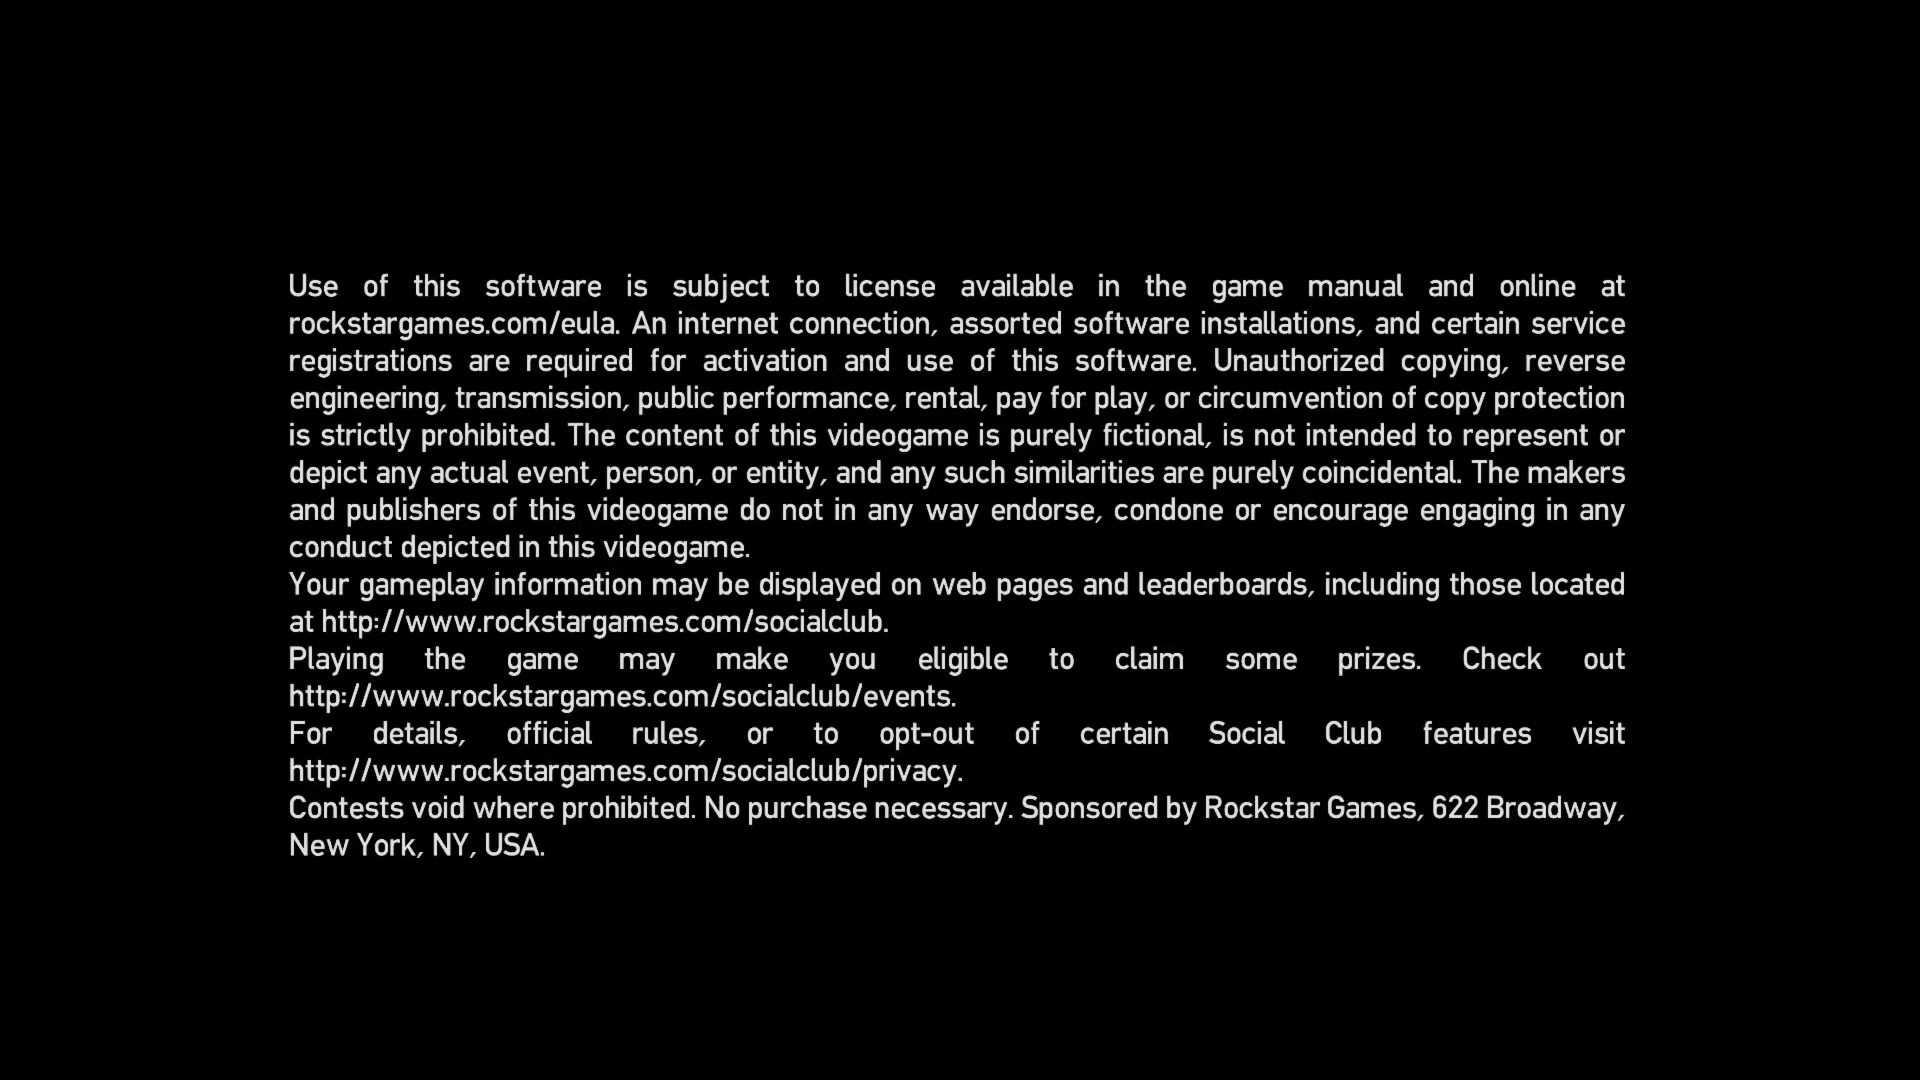 Use of this software is subject to license available in the game manual and online at
rockstargames.com/eula. An internet connection, assorted software installations, and certain service
registrations are required for activation and use of this software. Unauthorized copying, reverse
engineering, transmission, public performance, rental, pay for play, or circumvention of copy protection
is strictly prohibited. The content of this videogame is purely fictional, is not intended to represent or
depict any actual event, person, or entity, and any such similarities are purely coincidental. The makers
and publishers of this videogame do not in any way endorse, condone or encourage engaging in any
conduct depicted in this videogame.
Your gameplay information may be displayed on web pages and leaderboards, including those located
at http://www.rockstargames.com/socialclub.
Playing the game may make you eligible to claim some prizes. Check out
http://www.rockstargames.com/socialclub/events.
For details, official rules, or to opt-out of certain Social Club features visit
http://www.rockstargames.com/socialclub/privacy.
Contests void where prohibited. No purchase necessary. Sponsored by Rockstar Games, 622 Broadway,
New York, NY, USA.